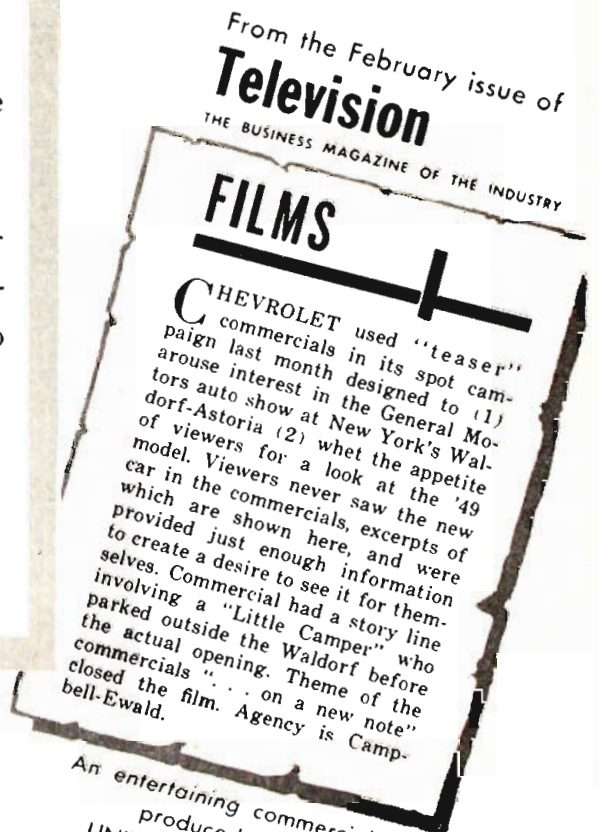 From the February issue of
Television
THE BUSINESS MAGAZINE OF THE INDUSTRY
FILMS
CHEVROLET used "teaser"
commercials in its spot cam-
paign last month designed to (1)
arouse interest in the General Mo-
tors auto show at New York's Wal-
dorf-Astoria (2) whet the appetite
of viewers for a look at the '49
model. Viewers never saw the new
car in the commercials, excerpts of
which are shown here, and were
provided just enough information
to create a desire to see it for them-
selves. Commercial had a story line
involving a "Little Camper" who
parked outside the Waldorf before
the actual opening. Theme of the
commercials ". . . on a new note"
closed the film. Agency is Camp-
bell-Ewald.
An entertaining